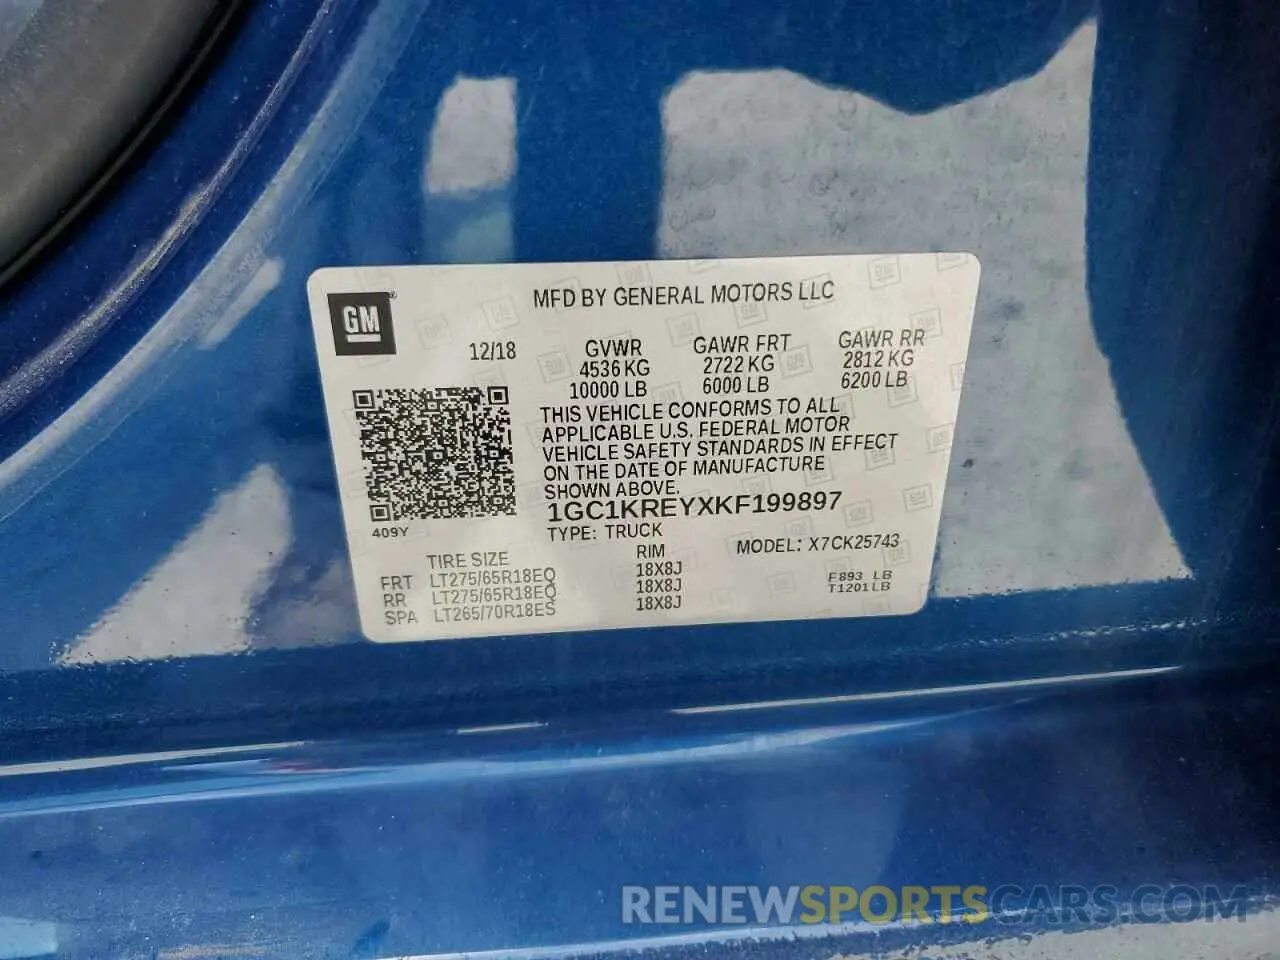 GM®
MFD BY GENERAL MOTORS LLC
12/18 GVWR GAWR FRT GAWR RR
4536 KG 2722 KG 2812 KG
10000 LB 6000 LB 6200 LB
THIS VEHICLE CONFORMS TO ALL
APPLICABLE U.S. FEDERAL MOTOR
VEHICLE SAFETY STANDARDS IN EFFECT
ON THE DATE OF MANUFACTURE
SHOWN ABOVE.
1GC1KREYXKF199897
409Y
TYPE: TRUCK
MODEL: X7CK25743
TIRE SIZE RIM
FRT LT275/65R18EQ 18X8J
RR LT275/65R18EQ 18X8J
SPA LT265/70R18ES 18X8J
F893 LB
T1201LB
RENEWSPORTSCARS.COM